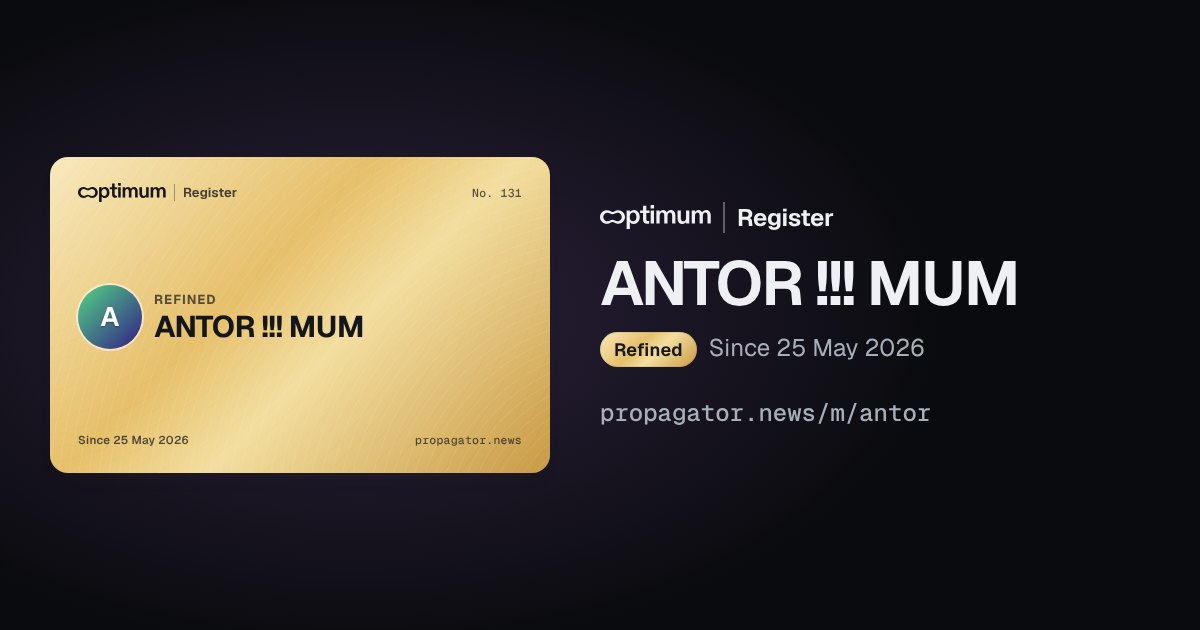 optimum | Register
No. 131
A
REFINED
ANTOR !!! MUM
Since 25 May 2026
propagator.news
optimum | Register
ANTOR !!! MUM
Refined
Since 25 May 2026
propagator.news/m/antor